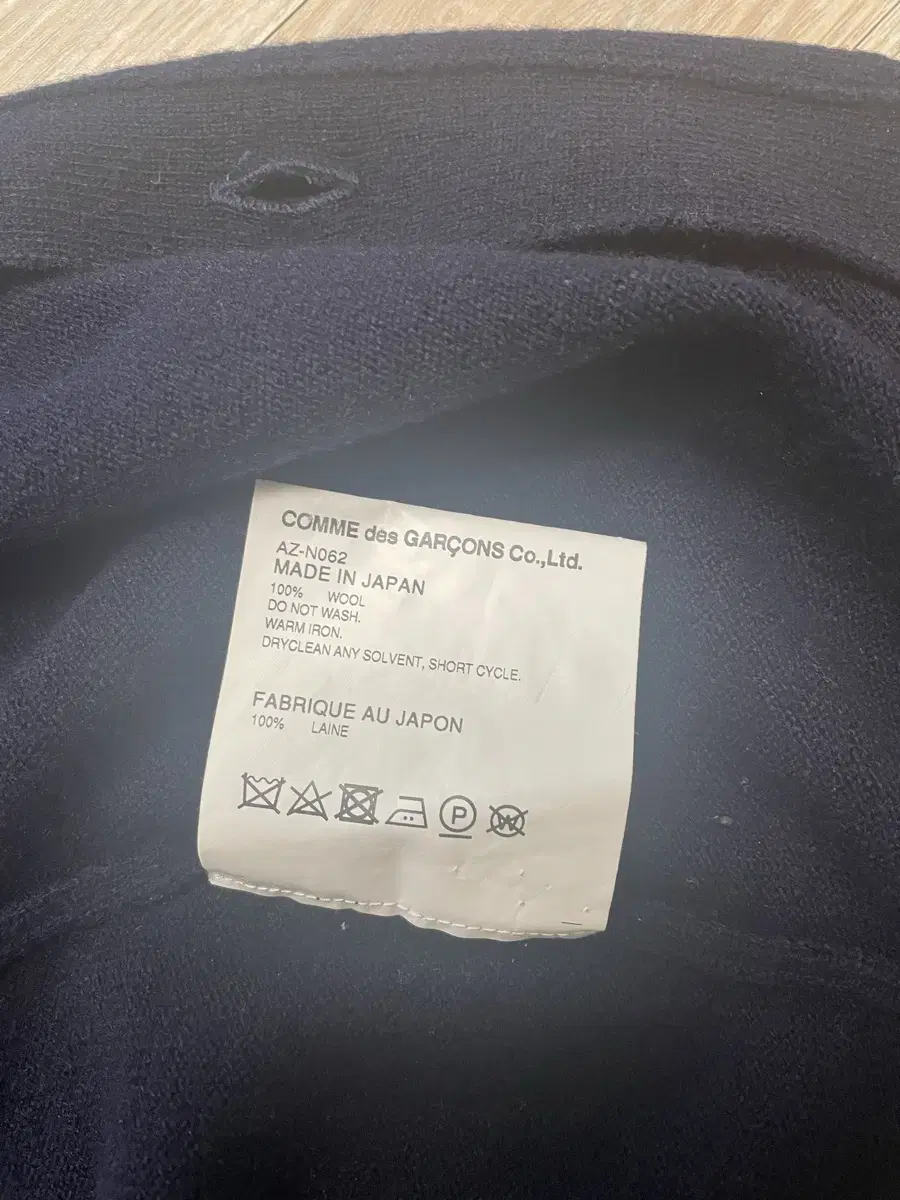 COMME des GARÇONS Co.,Ltd.
AZ-N062
MADE IN JAPAN
100% WOOL
DO NOT WASH.
WARM IRON.
DRYCLEAN ANY SOLVENT, SHORT CYCLE.
FABRIQUE AU JAPON
100% LAINE
P
W